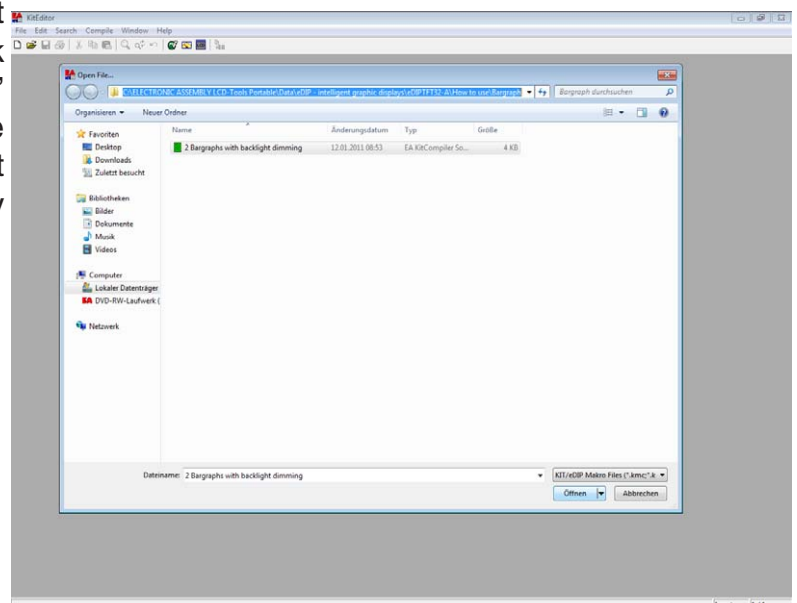 t
k
,
e
t
y
KitEditor
File Edit Search Compile Window Help
Open File...
C:\ELECTRONIC ASSEMBLY LCD-Tools Portable\Data\eDIP - intelligent graphic displays\eDIPTFT32-A\How to use\Bargraph
Bargraph durchsuchen
Organisieren Neuer Ordner
Name Änderungsdatum Typ Größe
2 Bargraphs with backlight dimming 12.01.2011 08:53 EA KitCompiler So... 4 KB
Favoriten
Desktop
Downloads
Zuletzt besucht
Bibliotheken
Bilder
Dokumente
Musik
Videos
Computer
Lokaler Datenträger
DVD-RW-Laufwerk (
Netzwerk
Dateiname: 2 Bargraphs with backlight dimming
KIT/eDIP Makro Files (*.kmc;*.k
Öffnen Abbrechen